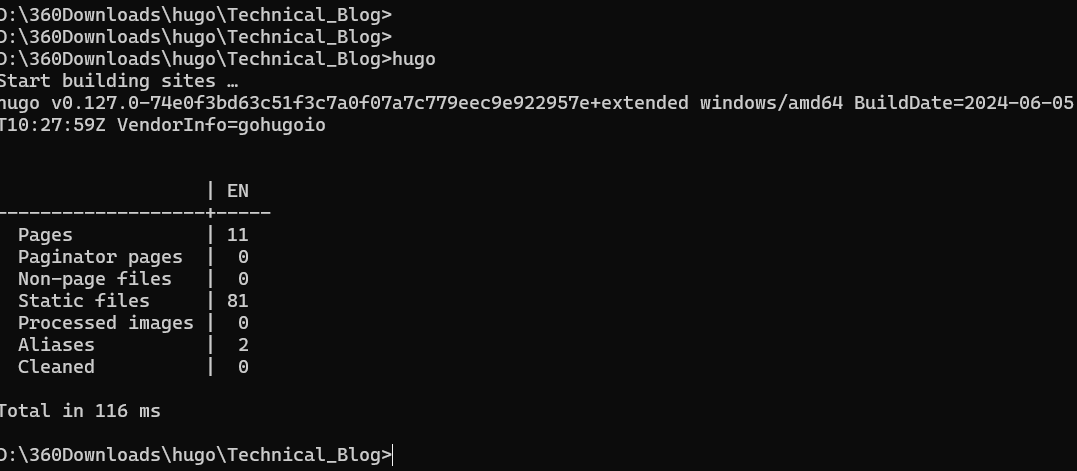 D:\360Downloads\hugo\Technical_Blog>
D:\360Downloads\hugo\Technical_Blog>
D:\360Downloads\hugo\Technical_Blog>hugo
Start building sites …
hugo v0.127.0-74e0f3bd63c51f3c7a0f07a7c779eec9e922957e+extended windows/amd64 BuildDate=2024-06-05
T10:27:59Z VendorInfo=gohugoio
                   | EN
-------------------+-----
  Pages            | 11
  Paginator pages  |  0
  Non-page files   |  0
  Static files     | 81
  Processed images |  0
  Aliases          |  2
  Cleaned          |  0
Total in 116 ms
D:\360Downloads\hugo\Technical_Blog>